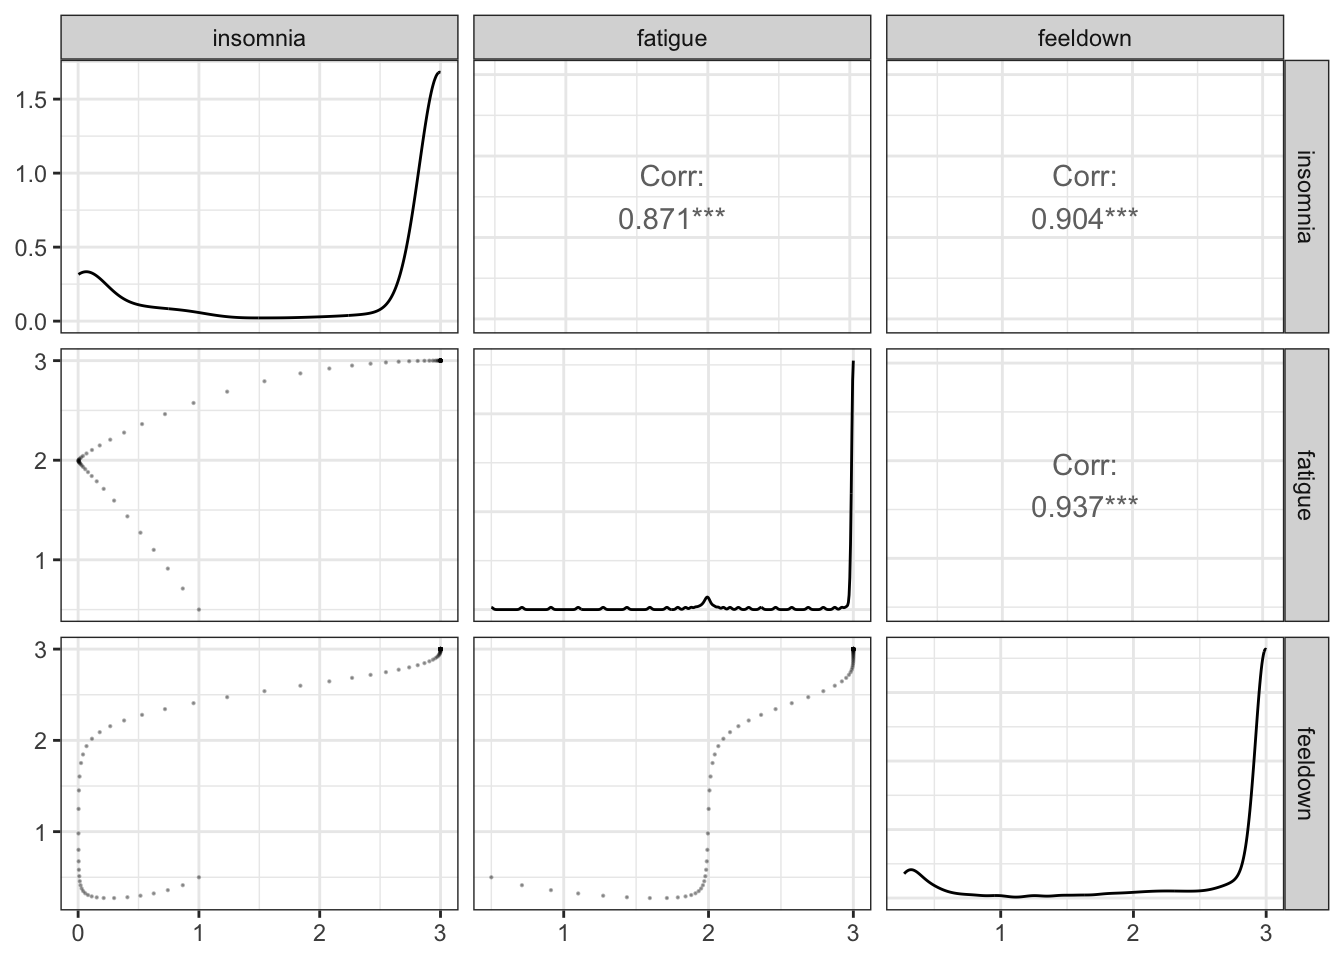 insomnia
fatigue
feeldown
1.5
1.0
0.5
0.0
Corr:
0.871***
Corr:
0.904***
insomnia
3
2
1
Corr:
0.937***
fatigue
3
2
1
feeldown
0 1 2 3
1 2 3
1 2 3